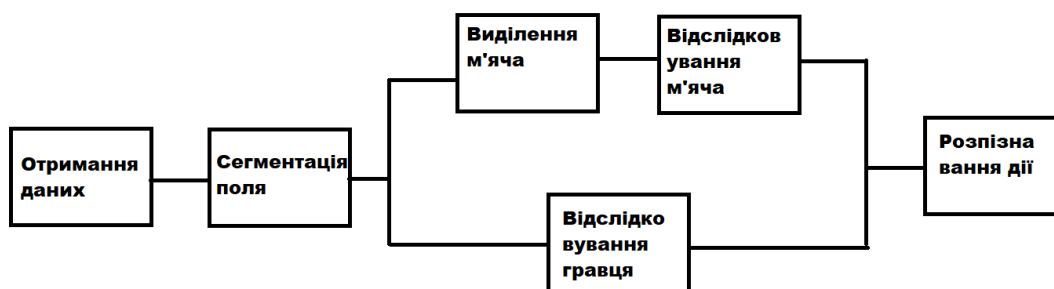 Отримання
даних
Сегментація
поля
Виділення
м'яча
Відслідков
ування
м'яча
Відслідко
вування
гравця
Розпізна
вання дії